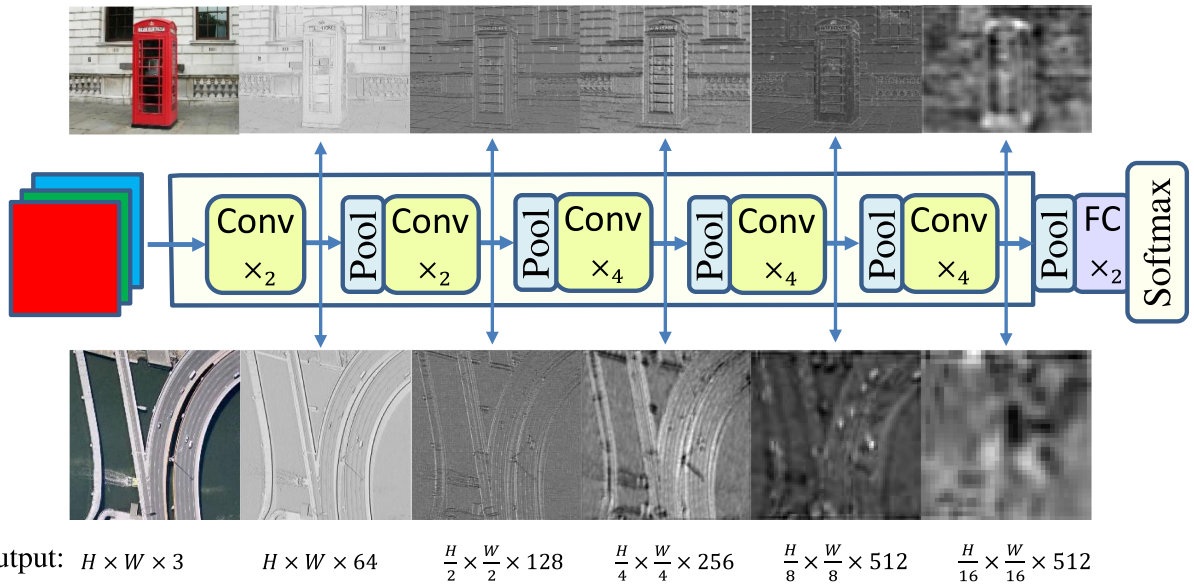 Conv ×2
Pool Conv ×2
Pool Conv ×4
Pool Conv ×4
Pool Conv ×4
Pool FC ×2
Softmax
utput: H × W × 3 H × W × 64 H/2 × W/2 × 128 H/4 × W/4 × 256 H/8 × W/8 × 512 H/16 × W/16 × 512